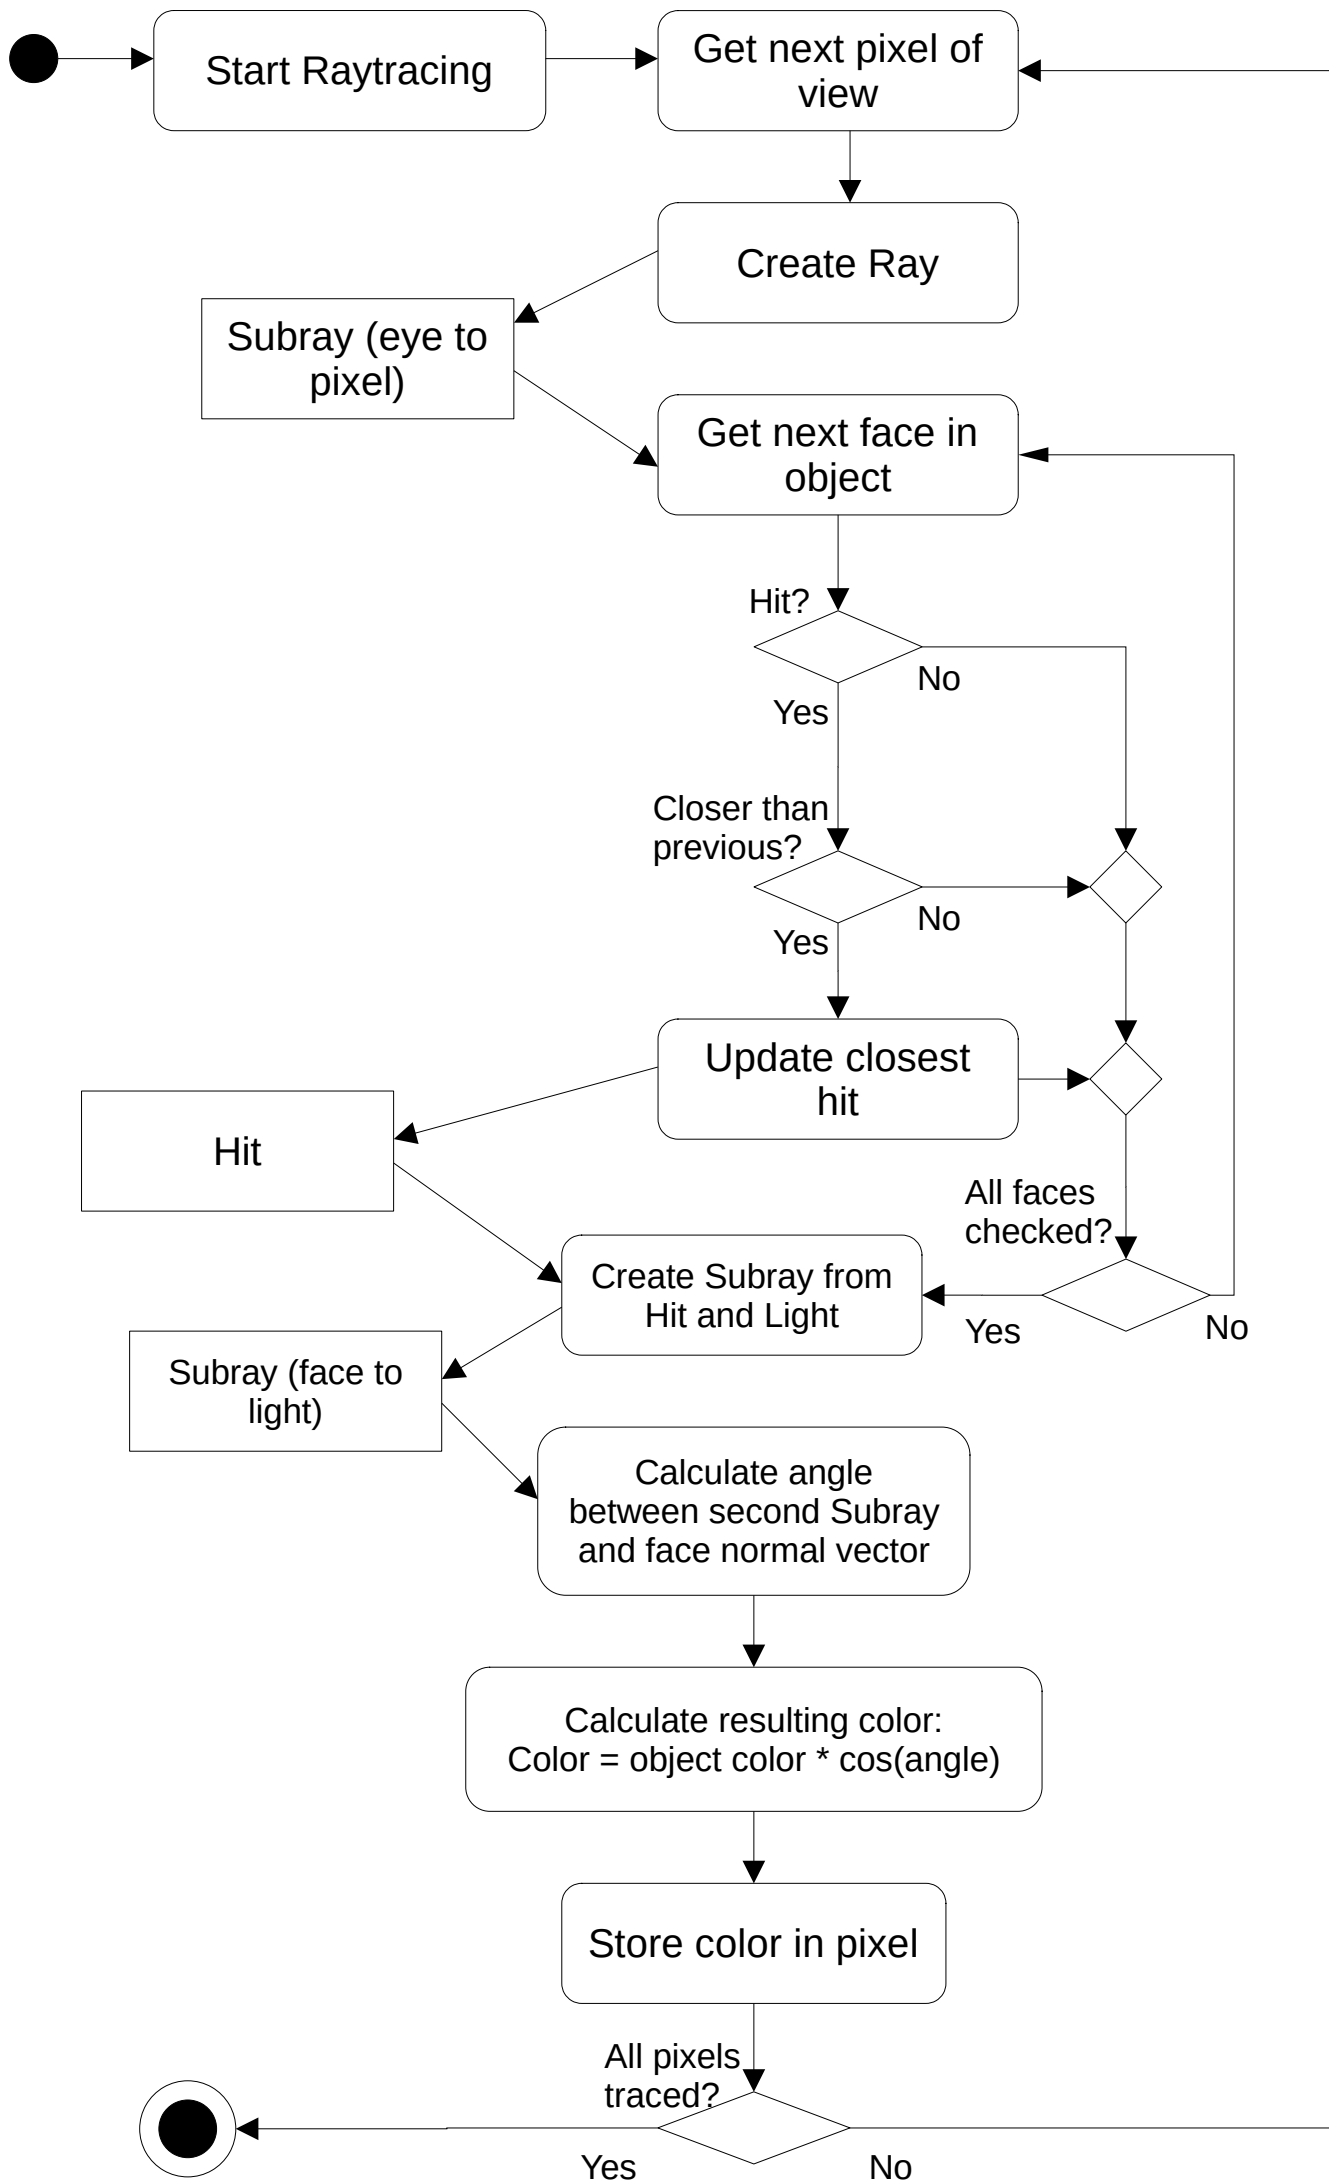 Start Raytracing
Get next pixel of
view
Create Ray
Subray (eye to
pixel)
Get next face in
object
Hit?
No
Yes
Closer than
previous?
No
Yes
Update closest
hit
Hit
All faces
checked?
Create Subray from
Hit and Light
Yes
No
Subray (face to
light)
Calculate angle
between second Subray
and face normal vector
Calculate resulting color:
Color = object color * cos(angle)
Store color in pixel
All pixels
traced?
Yes
No